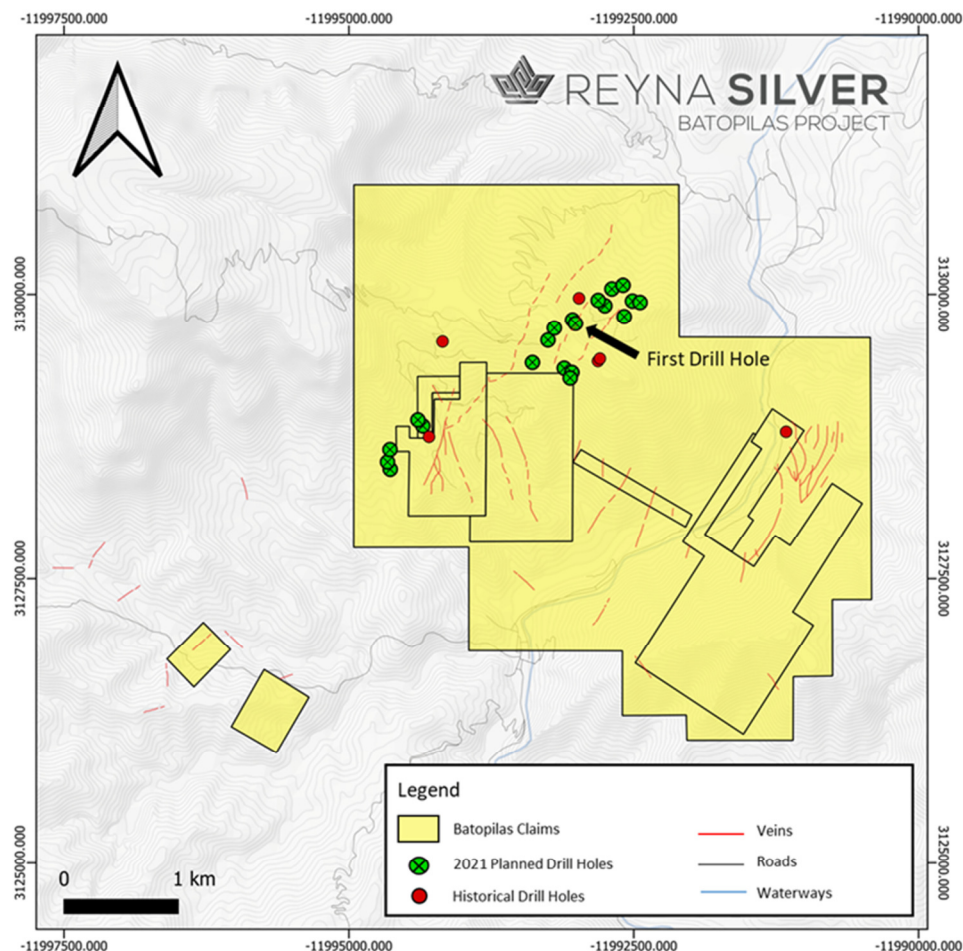 -11997500.000 -11995000.000 -11992500.000 -11990000.000
REYNA SILVER
BATOPILAS PROJECT
3130000.000
3130000.000
First Drill Hole
3127500.000
3127500.000
Legend
Batopilas Claims
2021 Planned Drill Holes
Historical Drill Holes
Veins
Roads
Waterways
0 1 km
3125000.000
3125000.000
-11997500.000 -11995000.000 -11992500.000 -11990000.000